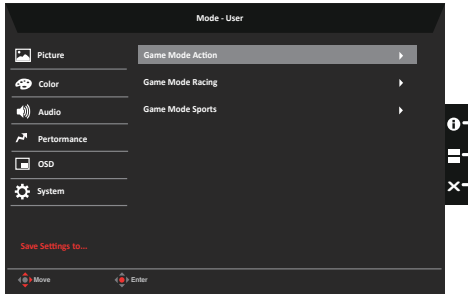 Mode - User
Picture
Game Mode Action
Color
Game Mode Racing
Audio
Game Mode Sports
Pertormance
OSD
System
Save Settings to...
Move
Enter